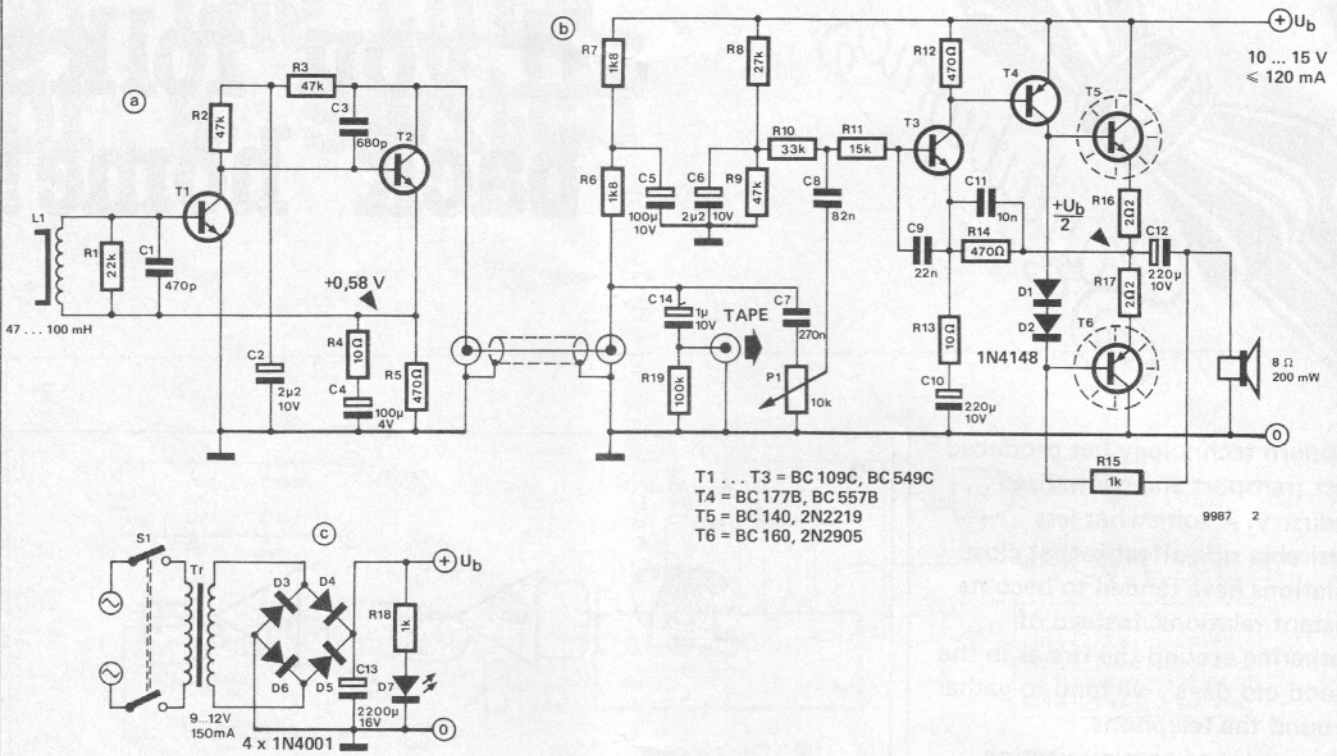 a
L1
47 ... 100 mH
R1
22k
C1
470p
T1
R2
47k
R3
47k
C3
680p
T2
+0,58 V
C2
2µ2
10V
R4
10Ω
C4
100µ
4V
R5
470Ω
b
R7
1k8
R6
1k8
C5
100µ
10V
C6
2µ2
10V
R8
27k
R9
47k
R10
33k
R11
15k
C8
82n
C14
1µ
10V
TAPE
C7
270n
R19
100k
P1
10k
R12
470Ω
T3
C9
22n
C11
10n
R14
470Ω
R13
10Ω
C10
220µ
10V
T4
T5
D1
D2
1N4148
T6
R16
2Ω2
+Ub
2
R17
2Ω2
C12
220µ
10V
R15
1k
8 Ω
200 mW
+ Ub
10 ... 15 V
≤ 120 mA
0
9987 2
T1 ... T3 = BC 109C, BC 549C
T4 = BC 177B, BC 557B
T5 = BC 140, 2N2219
T6 = BC 160, 2N2905
c
S1
Tr
9...12V
150mA
D3
D4
D6
D5
4 x 1N4001
C13
2200µ
16V
R18
1k
D7
+ Ub
0